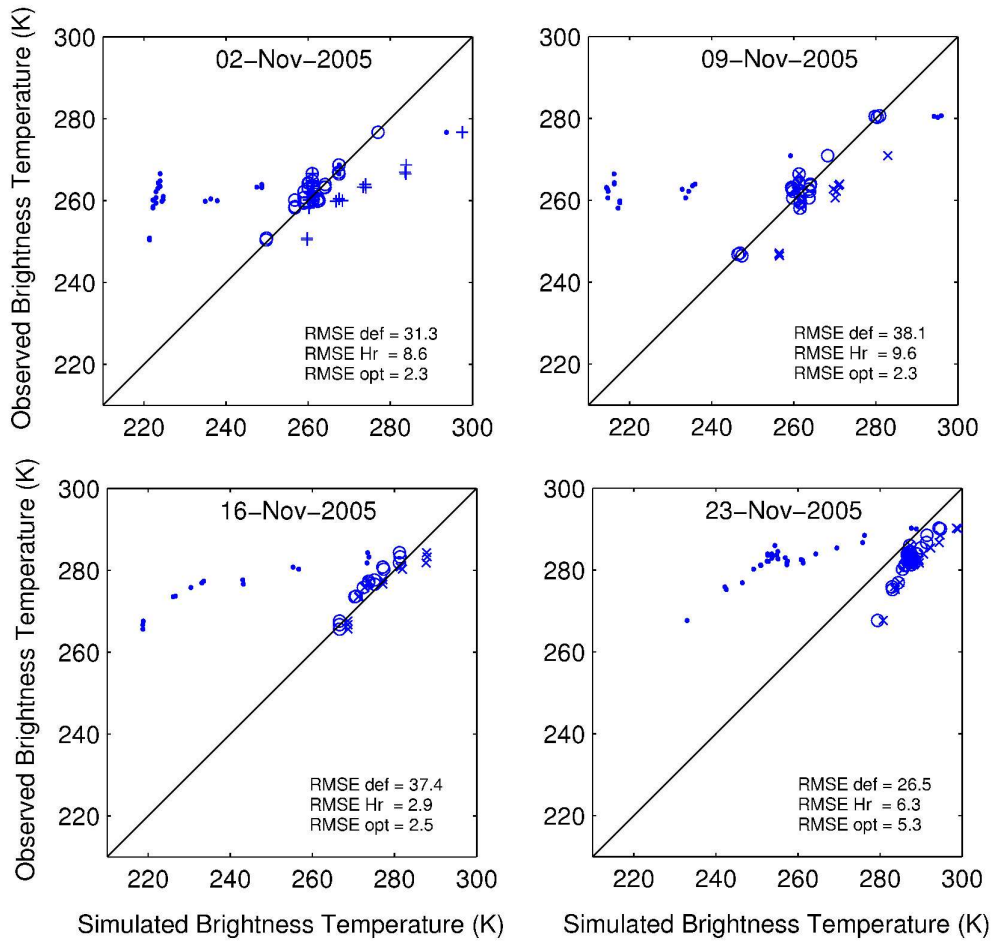 Observed Brightness Temperature (K)
300
280
260
240
220
02-Nov-2005
RMSE def = 31.3
RMSE Hr = 8.6
RMSE opt = 2.3
220 240 260 280 300
300
280
260
240
220
09-Nov-2005
RMSE def = 38.1
RMSE Hr = 9.6
RMSE opt = 2.3
220 240 260 280 300
Observed Brightness Temperature (K)
300
280
260
240
220
16-Nov-2005
RMSE def = 37.4
RMSE Hr = 2.9
RMSE opt = 2.5
220 240 260 280 300
Simulated Brightness Temperature (K)
300
280
260
240
220
23-Nov-2005
RMSE def = 26.5
RMSE Hr = 6.3
RMSE opt = 5.3
220 240 260 280 300
Simulated Brightness Temperature (K)